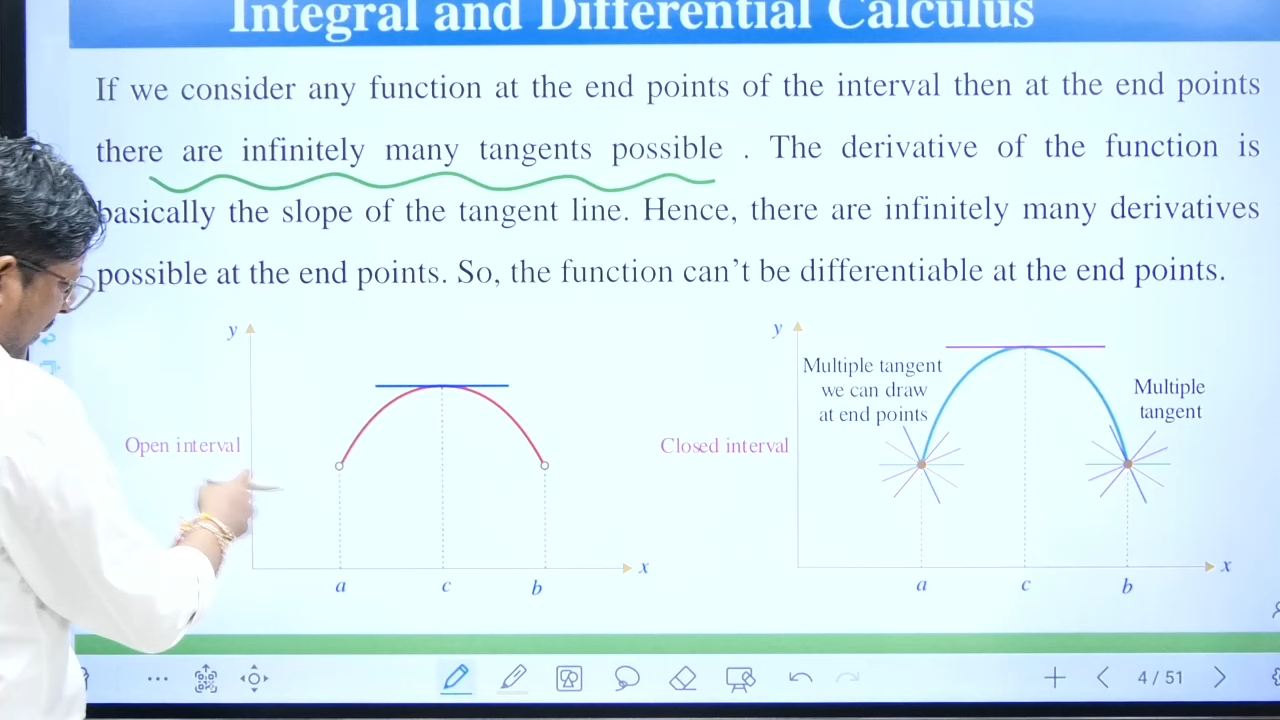 Integral and Differential Calculus
If we consider any function at the end points of the interval then at the end points
there are infinitely many tangents possible . The derivative of the function is
basically the slope of the tangent line. Hence, there are infinitely many derivatives
possible at the end points. So, the function can't be differentiable at the end points.
y
Open interval
a
c
b
x
y
Multiple tangent
we can draw
at end points
Multiple
tangent
Closed interval
a
c
b
x
4 / 51